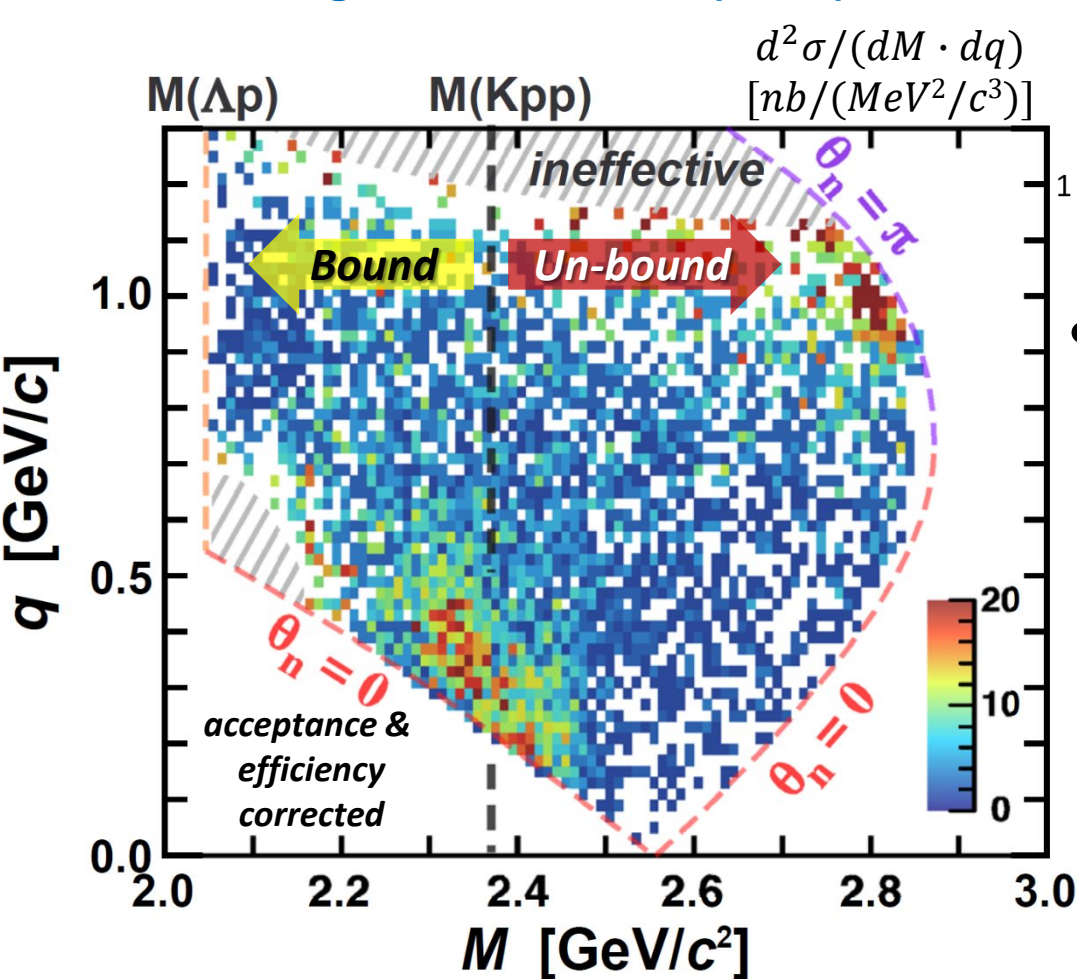 d²σ/(dM · dq)
M(Λp) M(Kpp) [nb/(MeV²/c³)]
ineffective
θn = π
1
Bound Un-bound
1.0
q [GeV/c]
0.5
20
θn = 0
10
acceptance &
efficiency
corrected
θn = 0
0
0.0
2.0 2.2 2.4 2.6 2.8 3.0
M [GeV/c²]